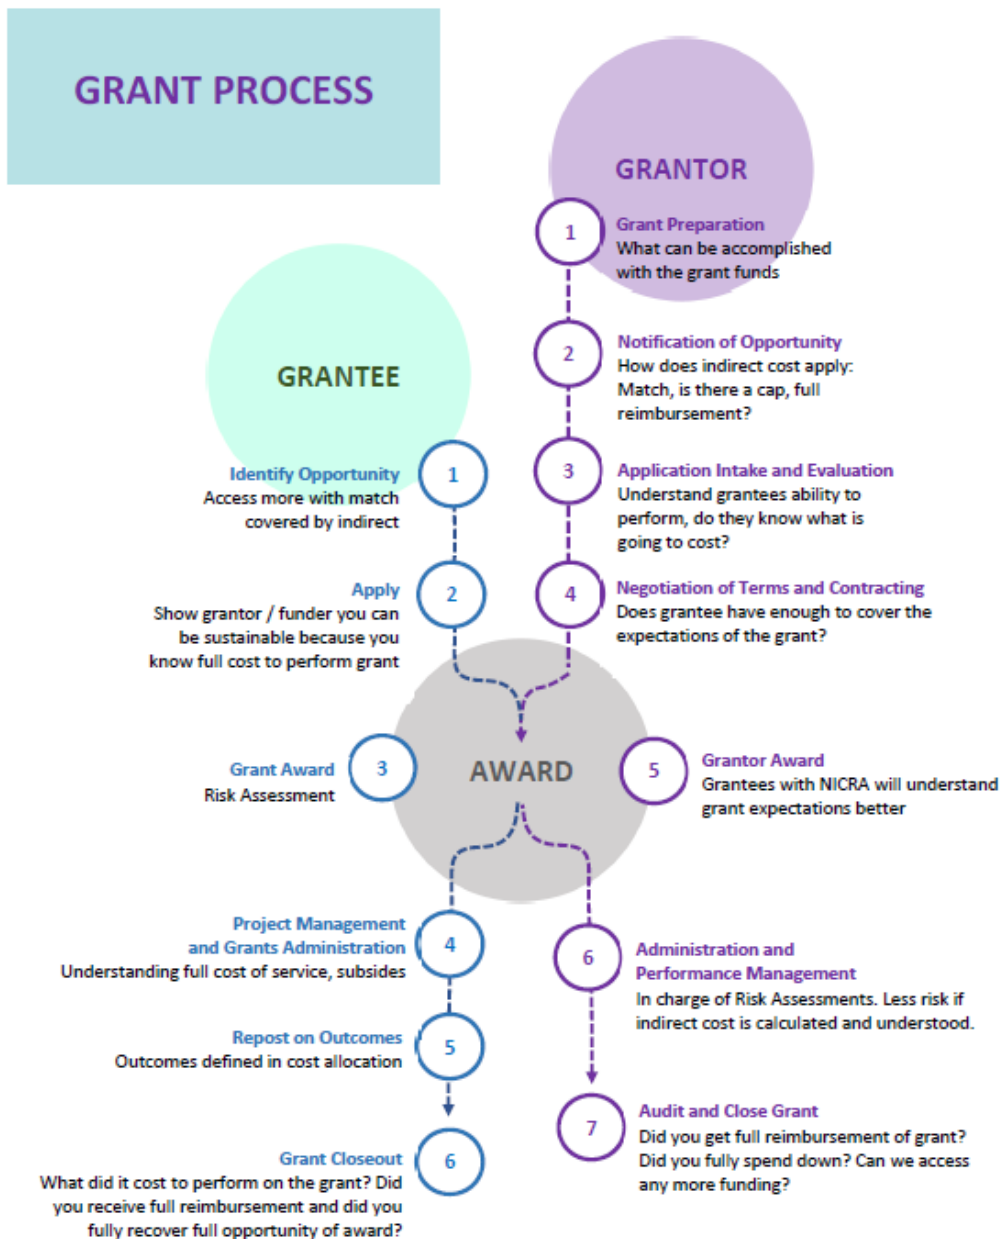 GRANT PROCESS
GRANTOR
1
Grant Preparation
What can be accomplished
with the grant funds
2
Notification of Opportunity
How does indirect cost apply:
Match, is there a cap, full
reimbursement?
3
Application Intake and Evaluation
Understand grantees ability to
perform, do they know what is
going to cost?
4
Negotiation of Terms and Contracting
Does grantee have enough to cover the
expectations of the grant?
GRANTEE
1
Identify Opportunity
Access more with match
covered by indirect
2
Apply
Show grantor / funder you can
be sustainable because you
know full cost to perform grant
AWARD
3
Grant Award
Risk Assessment
5
Grantor Award
Grantees with NICRA will understand
grant expectations better
4
Project Management
and Grants Administration
Understanding full cost of service, subsides
5
Repost on Outcomes
Outcomes defined in cost allocation
6
Grant Closeout
What did it cost to perform on the grant? Did
you receive full reimbursement and did you
fully recover full opportunity of award?
6
Administration and
Performance Management
In charge of Risk Assessments. Less risk if
indirect cost is calculated and understood.
7
Audit and Close Grant
Did you get full reimbursement of grant?
Did you fully spend down? Can we access
any more funding?